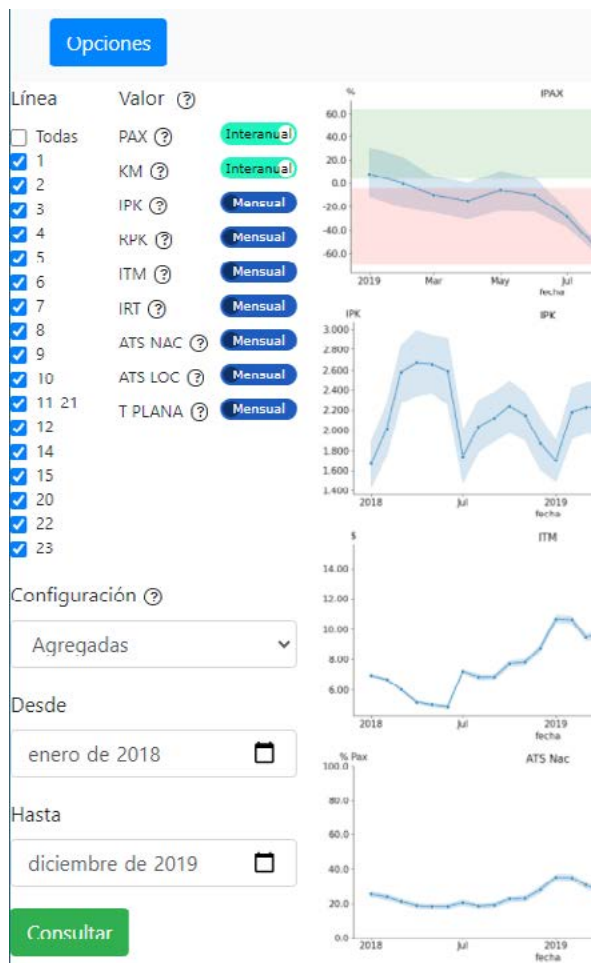 Opciones
Línea
Valor ?
Todas
1
2
3
4
5
6
7
8
9
10
11 21
12
14
15
20
22
23
PAX ? Interanual
KM ? Interanual
IPK ? Mensual
RPK ? Mensual
ITM ? Mensual
IRT ? Mensual
ATS NAC ? Mensual
ATS LOC ? Mensual
T PLANA ? Mensual
Configuración ?
Agregadas
Desde
enero de 2018
Hasta
diciembre de 2019
Consultar
% IPAX
60.0
40.0
20.0
0.0
-20.0
-40.0
-60.0
2019 Mar May Jul
fecha
IPK IPK
3.000
2.800
2.600
2.400
2.200
2.000
1.800
1.600
1.400
2018 Jul 2019
fecha
$ ITM
14.00
12.00
10.00
8.00
6.00
2018 Jul 2019
fecha
% Pax ATS Nac
100.0
80.0
60.0
40.0
20.0
0.0
2018 Jul 2019
fecha